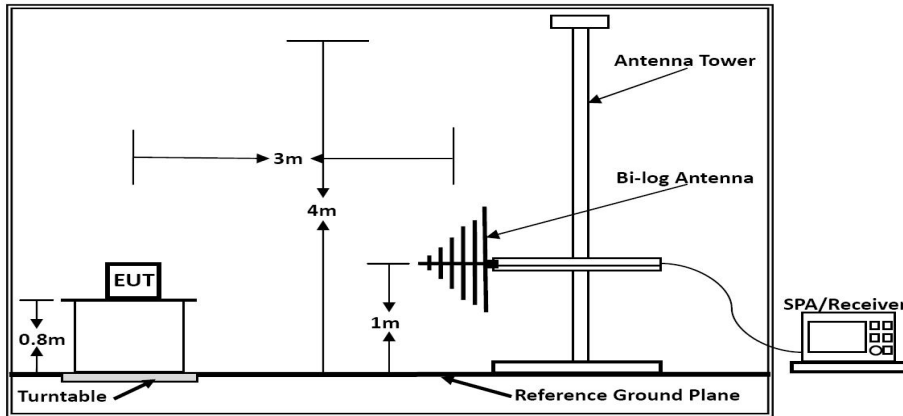 Antenna Tower
3m
Bi-log Antenna
4m
EUT
1m
0.8m
SPA/Receiver
Turntable
Reference Ground Plane